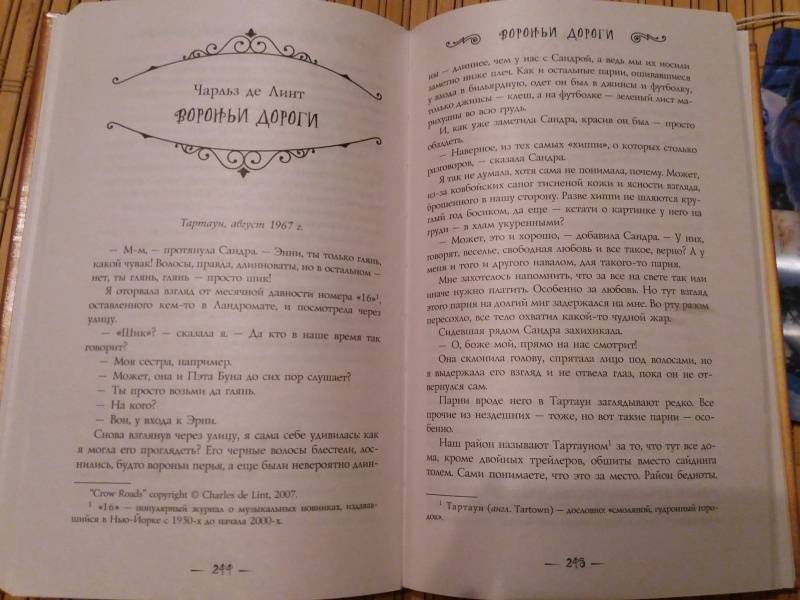 Чарльз де Линт
ВОРОНЬИ ДОРОГИ
Тартаун, август 1967 г.
— М-м, — протянула Сандра. — Энни, ты только глянь,
какой чувак! Волосы, правда, длинноваты, но в остальном —
нет, ты глянь, глянь — просто шик!
Я оторвала взгляд от месячной давности номера «16»¹,
оставленного кем-то в Ландромате, и посмотрела через
улицу.
— «Шик»? — сказала я. — Да кто в наше время так
говорит?
— Моя сестра, например.
— Может, она и Пэта Буна до сих пор слушает?
— Ты просто возьми да глянь.
— На кого?
— Вон, у входа к Эрни.
Снова взглянув через улицу, я сама себе удивилась: как
я могла его проглядеть? Его черные волосы блестели, лос-
нились, будто вороньи перья, а еще были невероятно длин-
"Crow Roads" copyright © Charles de Lint, 2007.
¹ «16» — популярный журнал о музыкальных новинках, издавав-
шийся в Нью-Йорке с 1950-х до начала 2000-х.
— 244 —
ВОРОНЬИ ДОРОГИ
ны — длиннее, чем у нас с Сандрой, а ведь мы их носили
заметно ниже плеч. Как и остальные парни, ошивавшиеся
у входа в бильярдную, одет был в джинсы и футболку,
только джинсы — клеш, а на футболке — зеленый лист ма-
рихуаны во всю грудь.
И, как уже заметила Сандра, красив он был — просто
обалдеть.
— Наверное, из тех самых «хиппи», о которых столько
разговоров, — сказала Сандра.
Я так не думала, хотя сама не понимала, почему. Может,
из-за ковбойских сапог тисненой кожи и ясности взгляда,
брошенного в нашу сторону. Разве хиппи не шляются кру-
глый год босиком, да еще — кстати о картинке у него на
груди — в хлам укуренными?
— Может, это и хорошо, — добавила Сандра. — У них,
говорят, веселье, свободная любовь и все такое, верно? А у
меня и того и другого навалом, для такого-то парня.
Мне захотелось напомнить, что за все на свете так или
иначе нужно платить. Особенно за любовь. Но тут взгляд
этого парня на долгий миг задержался на мне. Во рту разом
пересохло, все тело охватил какой-то чудной жар.
Сидевшая рядом Сандра захихикала.
— О, боже мой, прямо на нас смотрит!
Она склонила голову, спрятала лицо под волосами, но
я выдержала его взгляд и не отвела глаз, пока он не от-
вернулся сам.
Парни вроде него в Тартаун заглядывают редко. Все
прочие из нездешних — тоже, но вот такие парни — осо-
бенно.
Наш район называют Тартауном¹ за то, что тут все до-
ма, кроме двойных трейлеров, обшиты вместо сайдинга
толем. Сами понимаете, что это за место. Район бедноты.
¹ Тартаун (англ. Tartown) — дословно: «смоляной, гудронный горо-
док».
— 245 —